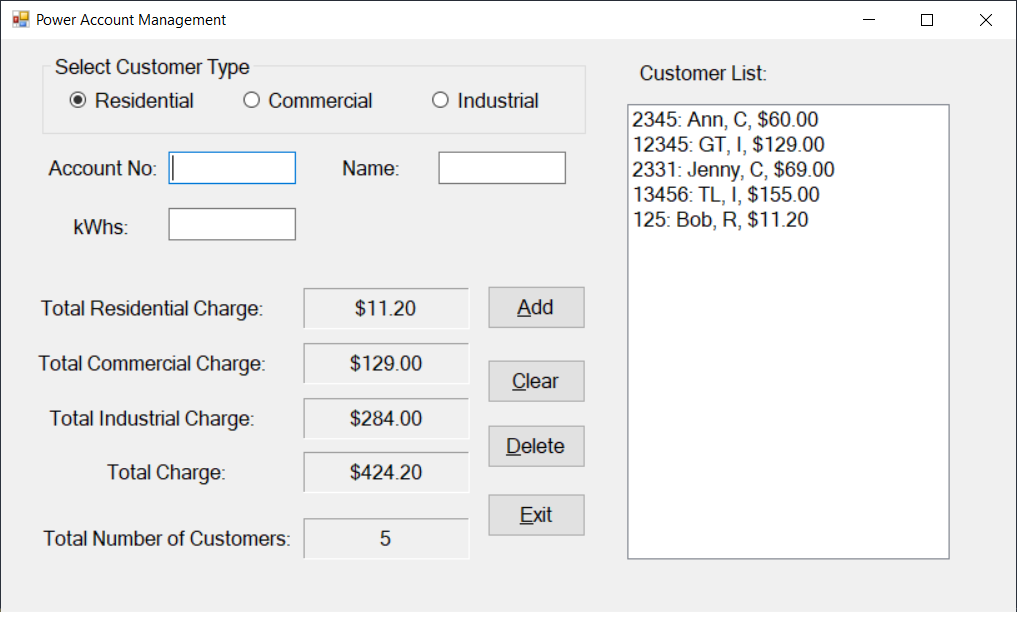 Power Account Management
Select Customer Type
Residential Commercial Industrial
Account No: Name:
kWhs:
Total Residential Charge: $11.20 Add
Total Commercial Charge: $129.00 Clear
Total Industrial Charge: $284.00 Delete
Total Charge: $424.20
Total Number of Customers: 5 Exit
Customer List:
2345: Ann, C, $60.00
12345: GT, I, $129.00
2331: Jenny, C, $69.00
13456: TL, I, $155.00
125: Bob, R, $11.20